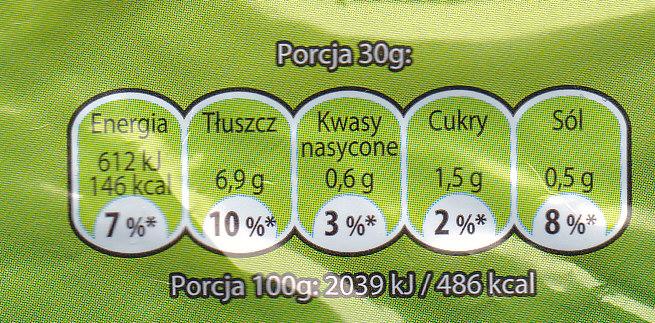 Porcja 30g:
Energia Tłuszcz Kwasy nasycone Cukry Sól
612 kJ
146 kcal 6,9 g 0,6 g 1,5 g 0,5 g
7 %* 10 %* 3 %* 2 %* 8 %*
Porcja 100g: 2039 kJ / 486 kcal